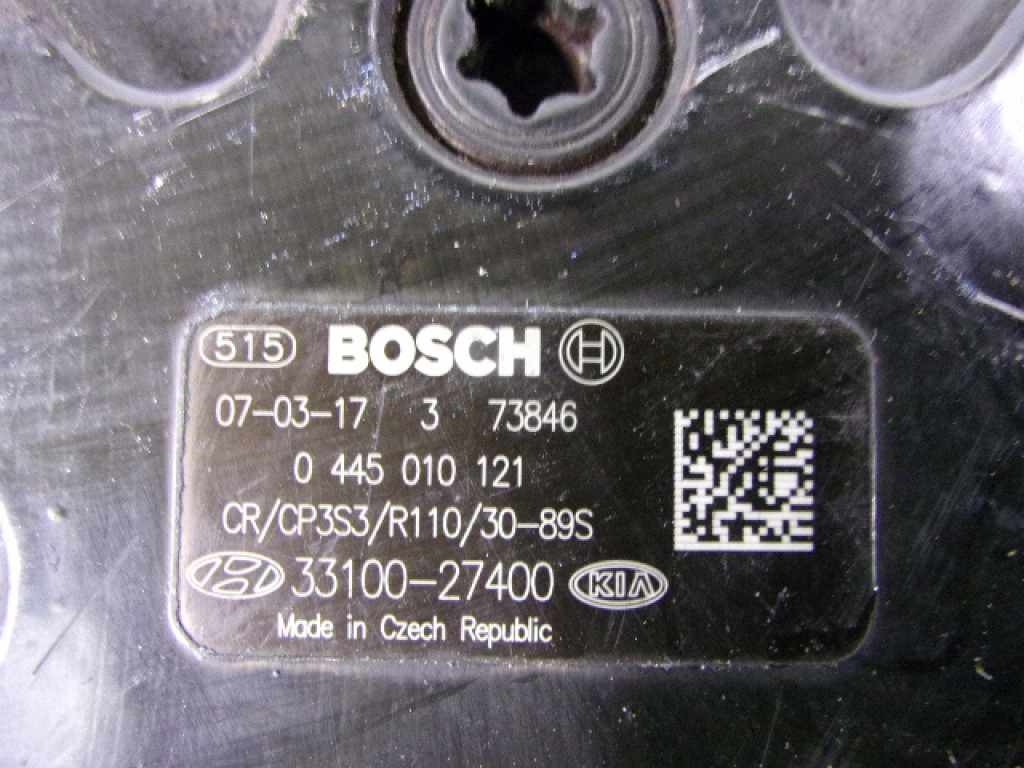 515 BOSCH
07-03-17 3 73846
0 445 010 121
CR/CP3S3/R110/30-89S
33100-27400 KIA
Made in Czech Republic